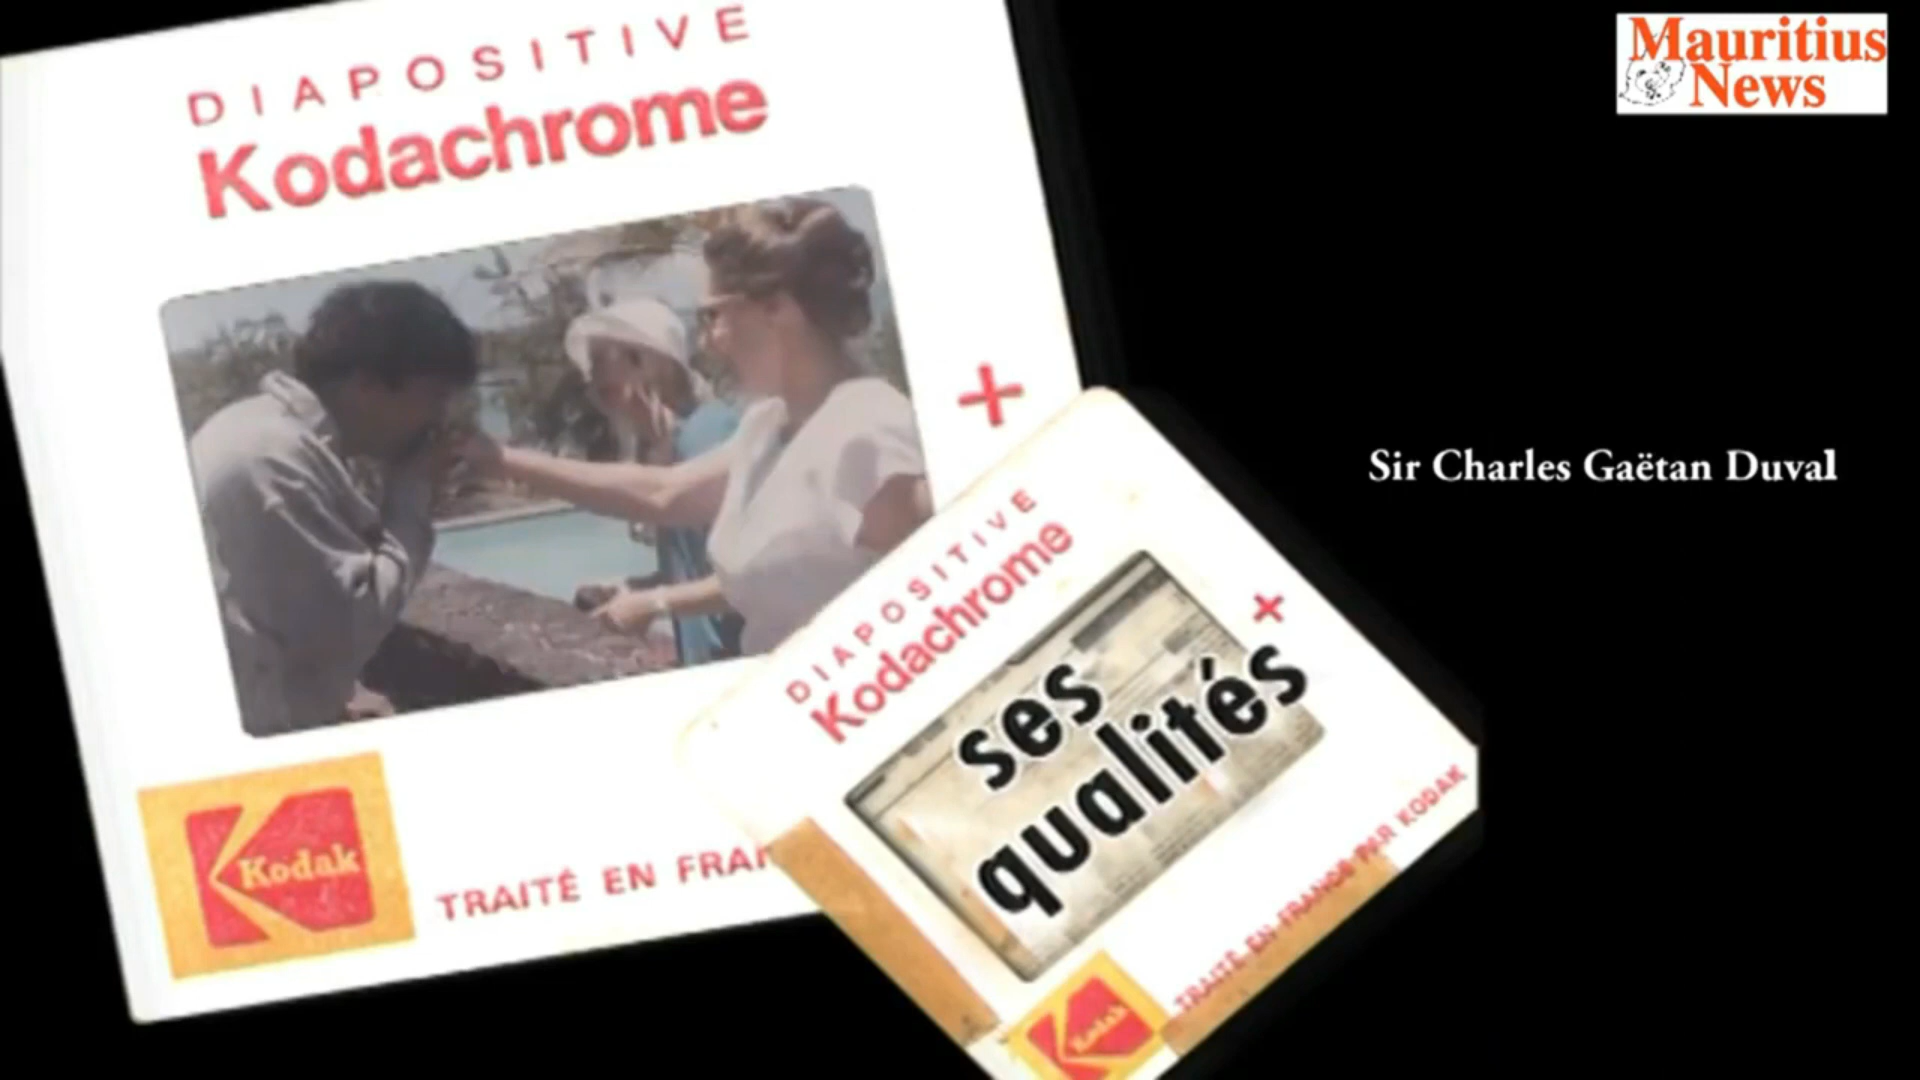 DIAPOSITIVE
Kodachrome
Kodak
TRAITÉ EN FRAN
DIAPOSITIVE
Kodachrome
ses
qualités
Kodak
TRAITÉ EN FRANCE PAR KODAK
Sir Charles Gaëtan Duval
Mauritius
News